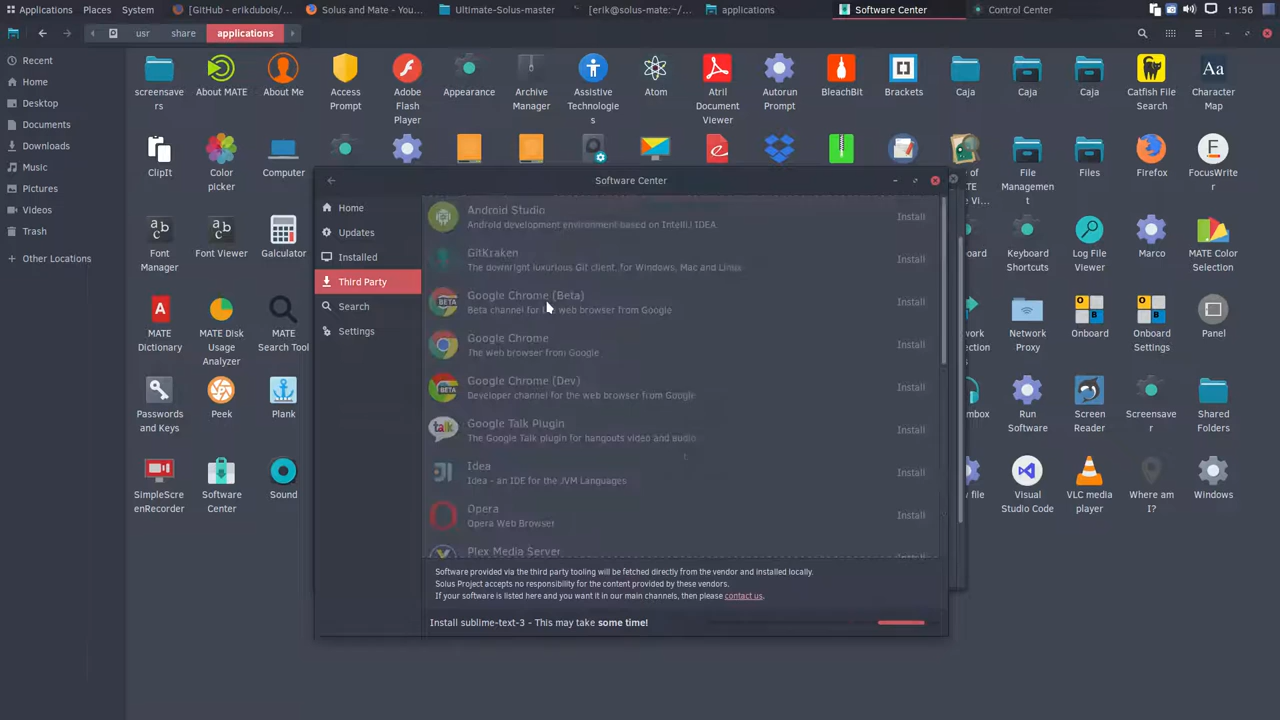 Applications Places System [GitHub - erikdubois/... Solus and Mate - You... Ultimate-Solus-master [erik@solus-mate:~/... applications Software Center Control Center 11:56
usr share applications
Recent
Home
Desktop
Documents
Downloads
Music
Pictures
Videos
Trash
Other Locations
screensave
rs
About MATE
About Me
Access
Prompt
Adobe
Flash
Player
Appearance
Archive
Manager
Assistive
Technologie
s
Atom
Atril
Document
Viewer
Autorun
Prompt
BleachBit
Brackets
Caja
Caja
Caja
Catfish File
Search
Character
Map
ClipIt
Color
picker
Computer
File
Managemen
t
Files
Firefox
FocusWrite
r
Font
Manager
Font Viewer
Galculator
Keyboard
Shortcuts
Log File
Viewer
Marco
MATE Color
Selection
MATE
Dictionary
MATE Disk
Usage
Analyzer
MATE
Search Tool
Network
Proxy
Onboard
Onboard
Settings
Panel
Passwords
and Keys
Peek
Plank
Run
Software
Screen
Reader
Screensave
r
Shared
Folders
SimpleScre
enRecorder
Software
Center
Sound
Visual
Studio Code
VLC media
player
Where am
I?
Windows
Software Center
Home
Updates
Installed
Third Party
Search
Settings
Android Studio
Android development environment based on IntelliJ IDEA.
Install
GitKraken
The downright luxurious Git client, for Windows, Mac and Linux
Install
Google Chrome (Beta)
Beta channel for the web browser from Google
Install
Google Chrome
The web browser from Google
Install
Google Chrome (Dev)
Developer channel for the web browser from Google
Install
Google Talk Plugin
The Google Talk plugin for hangouts video and audio
Install
Idea
Idea - an IDE for the JVM Languages
Install
Opera
Opera Web Browser
Install
Plex Media Server
Install
Software provided via the third party tooling will be fetched directly from the vendor and installed locally.
Solus Project accepts no responsibility for the content provided by these vendors.
If your software is listed here and you want it in our main channels, then please contact us.
Install sublime-text-3 - This may take some time!